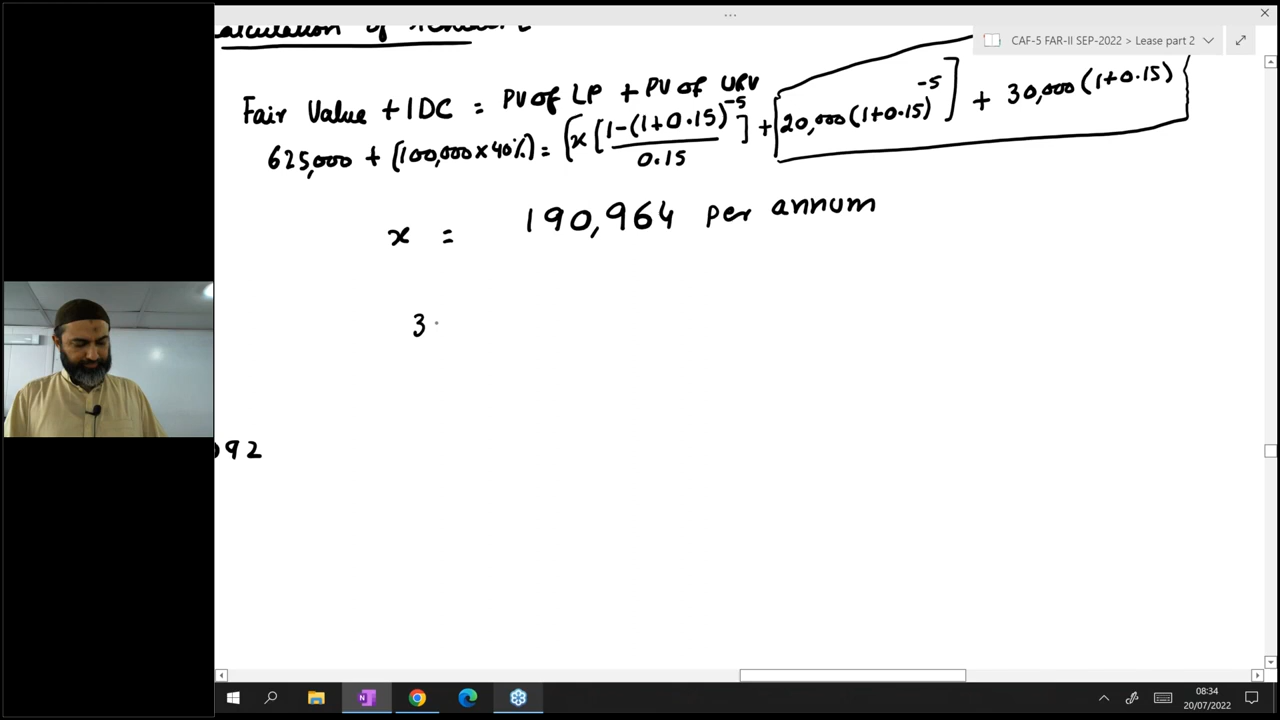 CAF-5 FAR-II SEP-2022 > Lease part 2
Calculation of
Fair Value + IDC = PV of LP + PV of URV
625,000 + (100,000 x 40%) = (x [1-(1+0.15)^-5 / 0.15] + [20,000 (1+0.15)^-5] + 30,000 (1+0.15)
x = 190,964 per annum
3
92
08:34
20/07/2022